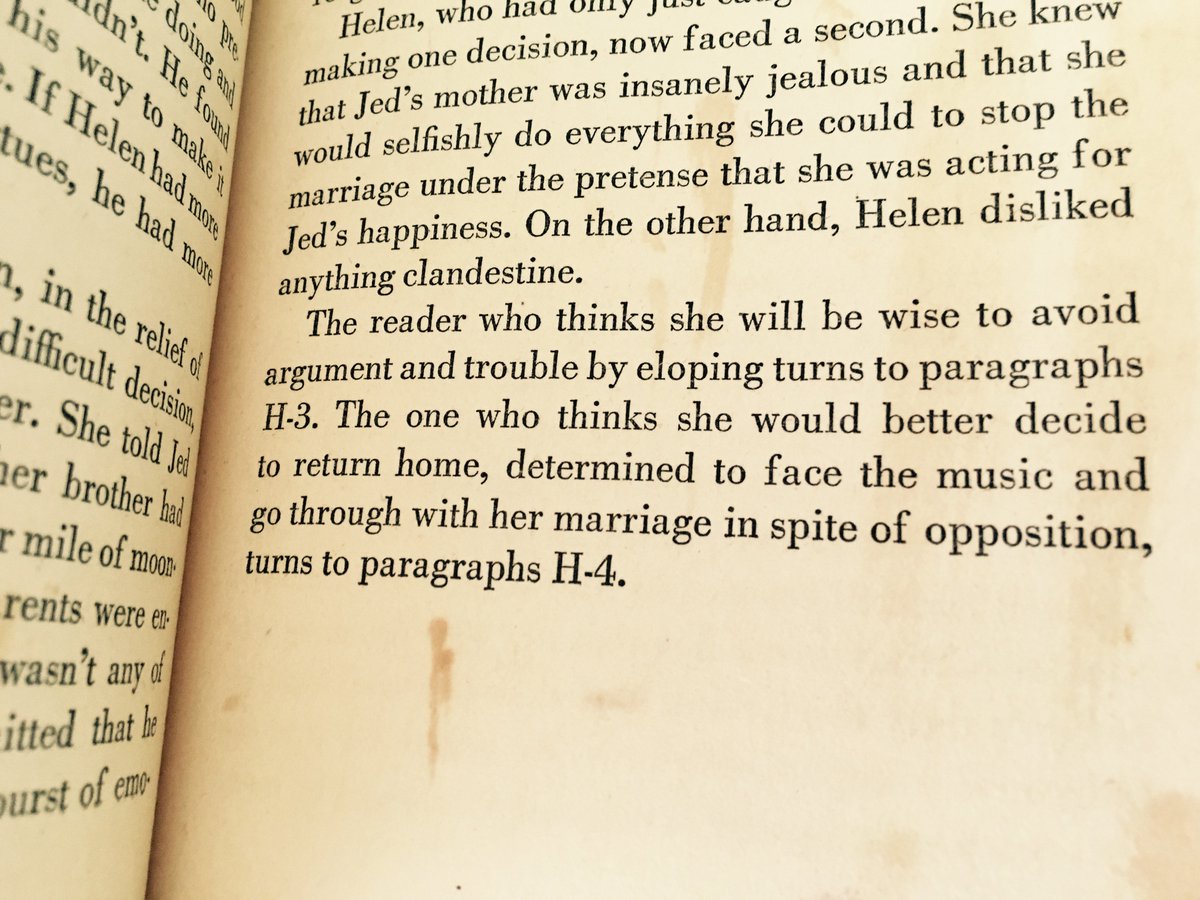 pre.
doing and
dn't. He found
his way to make it
. If Helen had more
tues, he had more
n, in the relief of
difficult decision,
er. She told Jed
her brother had
r mile of moon-
rents were en-
wasn't any of
itted that he
ourst of emo-
Helen, who had only just
making one decision, now faced a second. She knew
that Jed's mother was insanely jealous and that she
would selfishly do everything she could to stop the
marriage under the pretense that she was acting for
Jed's happiness. On the other hand, Helen disliked
anything clandestine.
The reader who thinks she will be wise to avoid
argument and trouble by eloping turns to paragraphs
H-3. The one who thinks she would better decide
to return home, determined to face the music and
go through with her marriage in spite of opposition,
turns to paragraphs H-4.